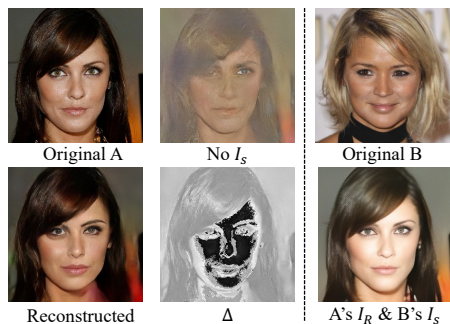 Original A
No I_s
Original B
Reconstructed
Δ
A's I_R & B's I_s